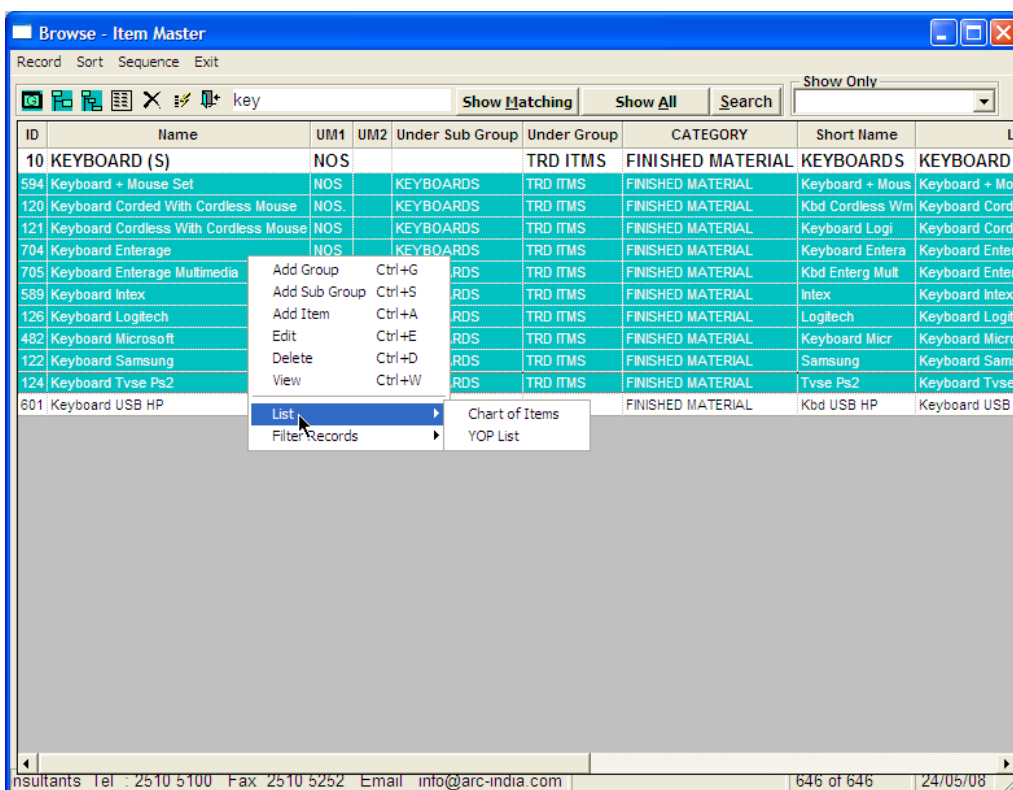 Browse - Item Master
Record Sort Sequence Exit
key Show Matching Show All Search Show Only
ID Name UM1 UM2 Under Sub Group Under Group CATEGORY Short Name L
10 KEYBOARD (S) NOS TRD ITMS FINISHED MATERIAL KEYBOARDS KEYBOARD
594 Keyboard + Mouse Set NOS KEYBOARDS TRD ITMS FINISHED MATERIAL Keyboard + Mous Keyboard + Mo
120 Keyboard Corded With Cordless Mouse NOS. KEYBOARDS TRD ITMS FINISHED MATERIAL Kbd Cordless Wm Keyboard Cord
121 Keyboard Cordless With Cordless Mouse NOS KEYBOARDS TRD ITMS FINISHED MATERIAL Keyboard Logi Keyboard Cord
704 Keyboard Enterage NOS KEYBOARDS TRD ITMS FINISHED MATERIAL Keyboard Entera Keyboard Enter
705 Keyboard Enterage Multimedia RDS TRD ITMS FINISHED MATERIAL Kbd Enterg Mult Keyboard Enter
589 Keyboard Intex RDS TRD ITMS FINISHED MATERIAL Intex Keyboard Intex
126 Keyboard Logitech RDS TRD ITMS FINISHED MATERIAL Logitech Keyboard Logit
482 Keyboard Microsoft RDS TRD ITMS FINISHED MATERIAL Keyboard Micr Keyboard Micro
122 Keyboard Samsung RDS TRD ITMS FINISHED MATERIAL Samsung Keyboard Sams
124 Keyboard Tvse Ps2 RDS TRD ITMS FINISHED MATERIAL Tvse Ps2 Keyboard Tvse
601 Keyboard USB HP FINISHED MATERIAL Kbd USB HP Keyboard USB
Add Group Ctrl+G
Add Sub Group Ctrl+S
Add Item Ctrl+A
Edit Ctrl+E
Delete Ctrl+D
View Ctrl+W
List
Filter Records
Chart of Items
YOP List
nsultants Tel : 2510 5100 Fax 2510 5252 Email info@arc-india.com 646 of 646 24/05/08